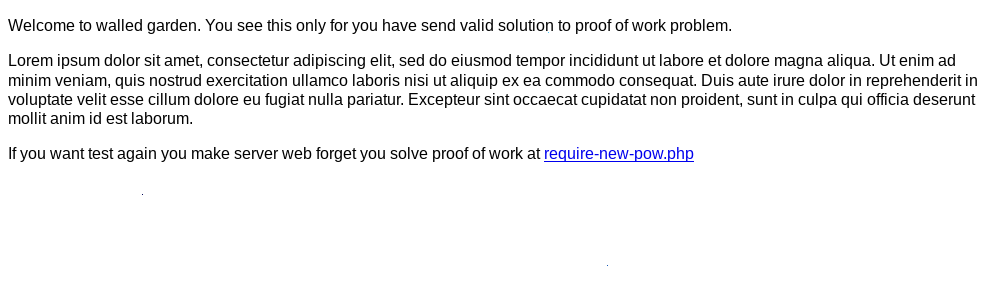 Welcome to walled garden. You see this only for you have send valid solution to proof of work problem.
Lorem ipsum dolor sit amet, consectetur adipiscing elit, sed do eiusmod tempor incididunt ut labore et dolore magna aliqua. Ut enim ad
minim veniam, quis nostrud exercitation ullamco laboris nisi ut aliquip ex ea commodo consequat. Duis aute irure dolor in reprehenderit in
voluptate velit esse cillum dolore eu fugiat nulla pariatur. Excepteur sint occaecat cupidatat non proident, sunt in culpa qui officia deserunt
mollit anim id est laborum.
If you want test again you make server web forget you solve proof of work at require-new-pow.php